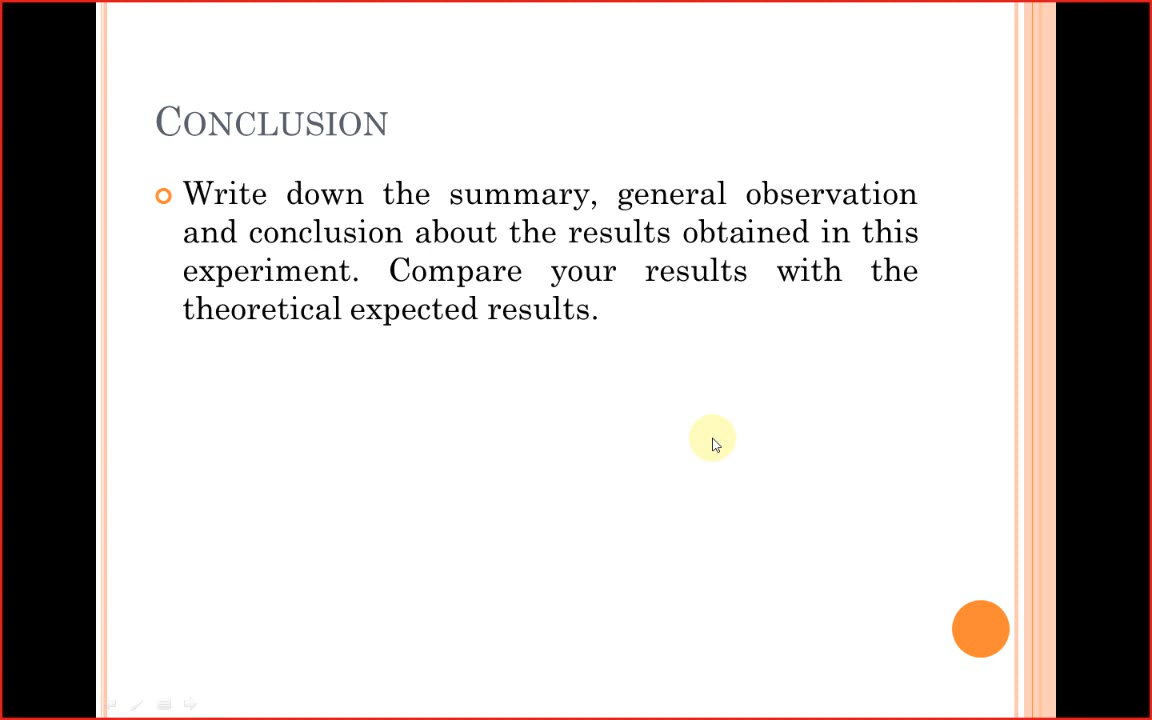 Conclusion
Write down the summary, general observation
and conclusion about the results obtained in this
experiment. Compare your results with the
theoretical expected results.